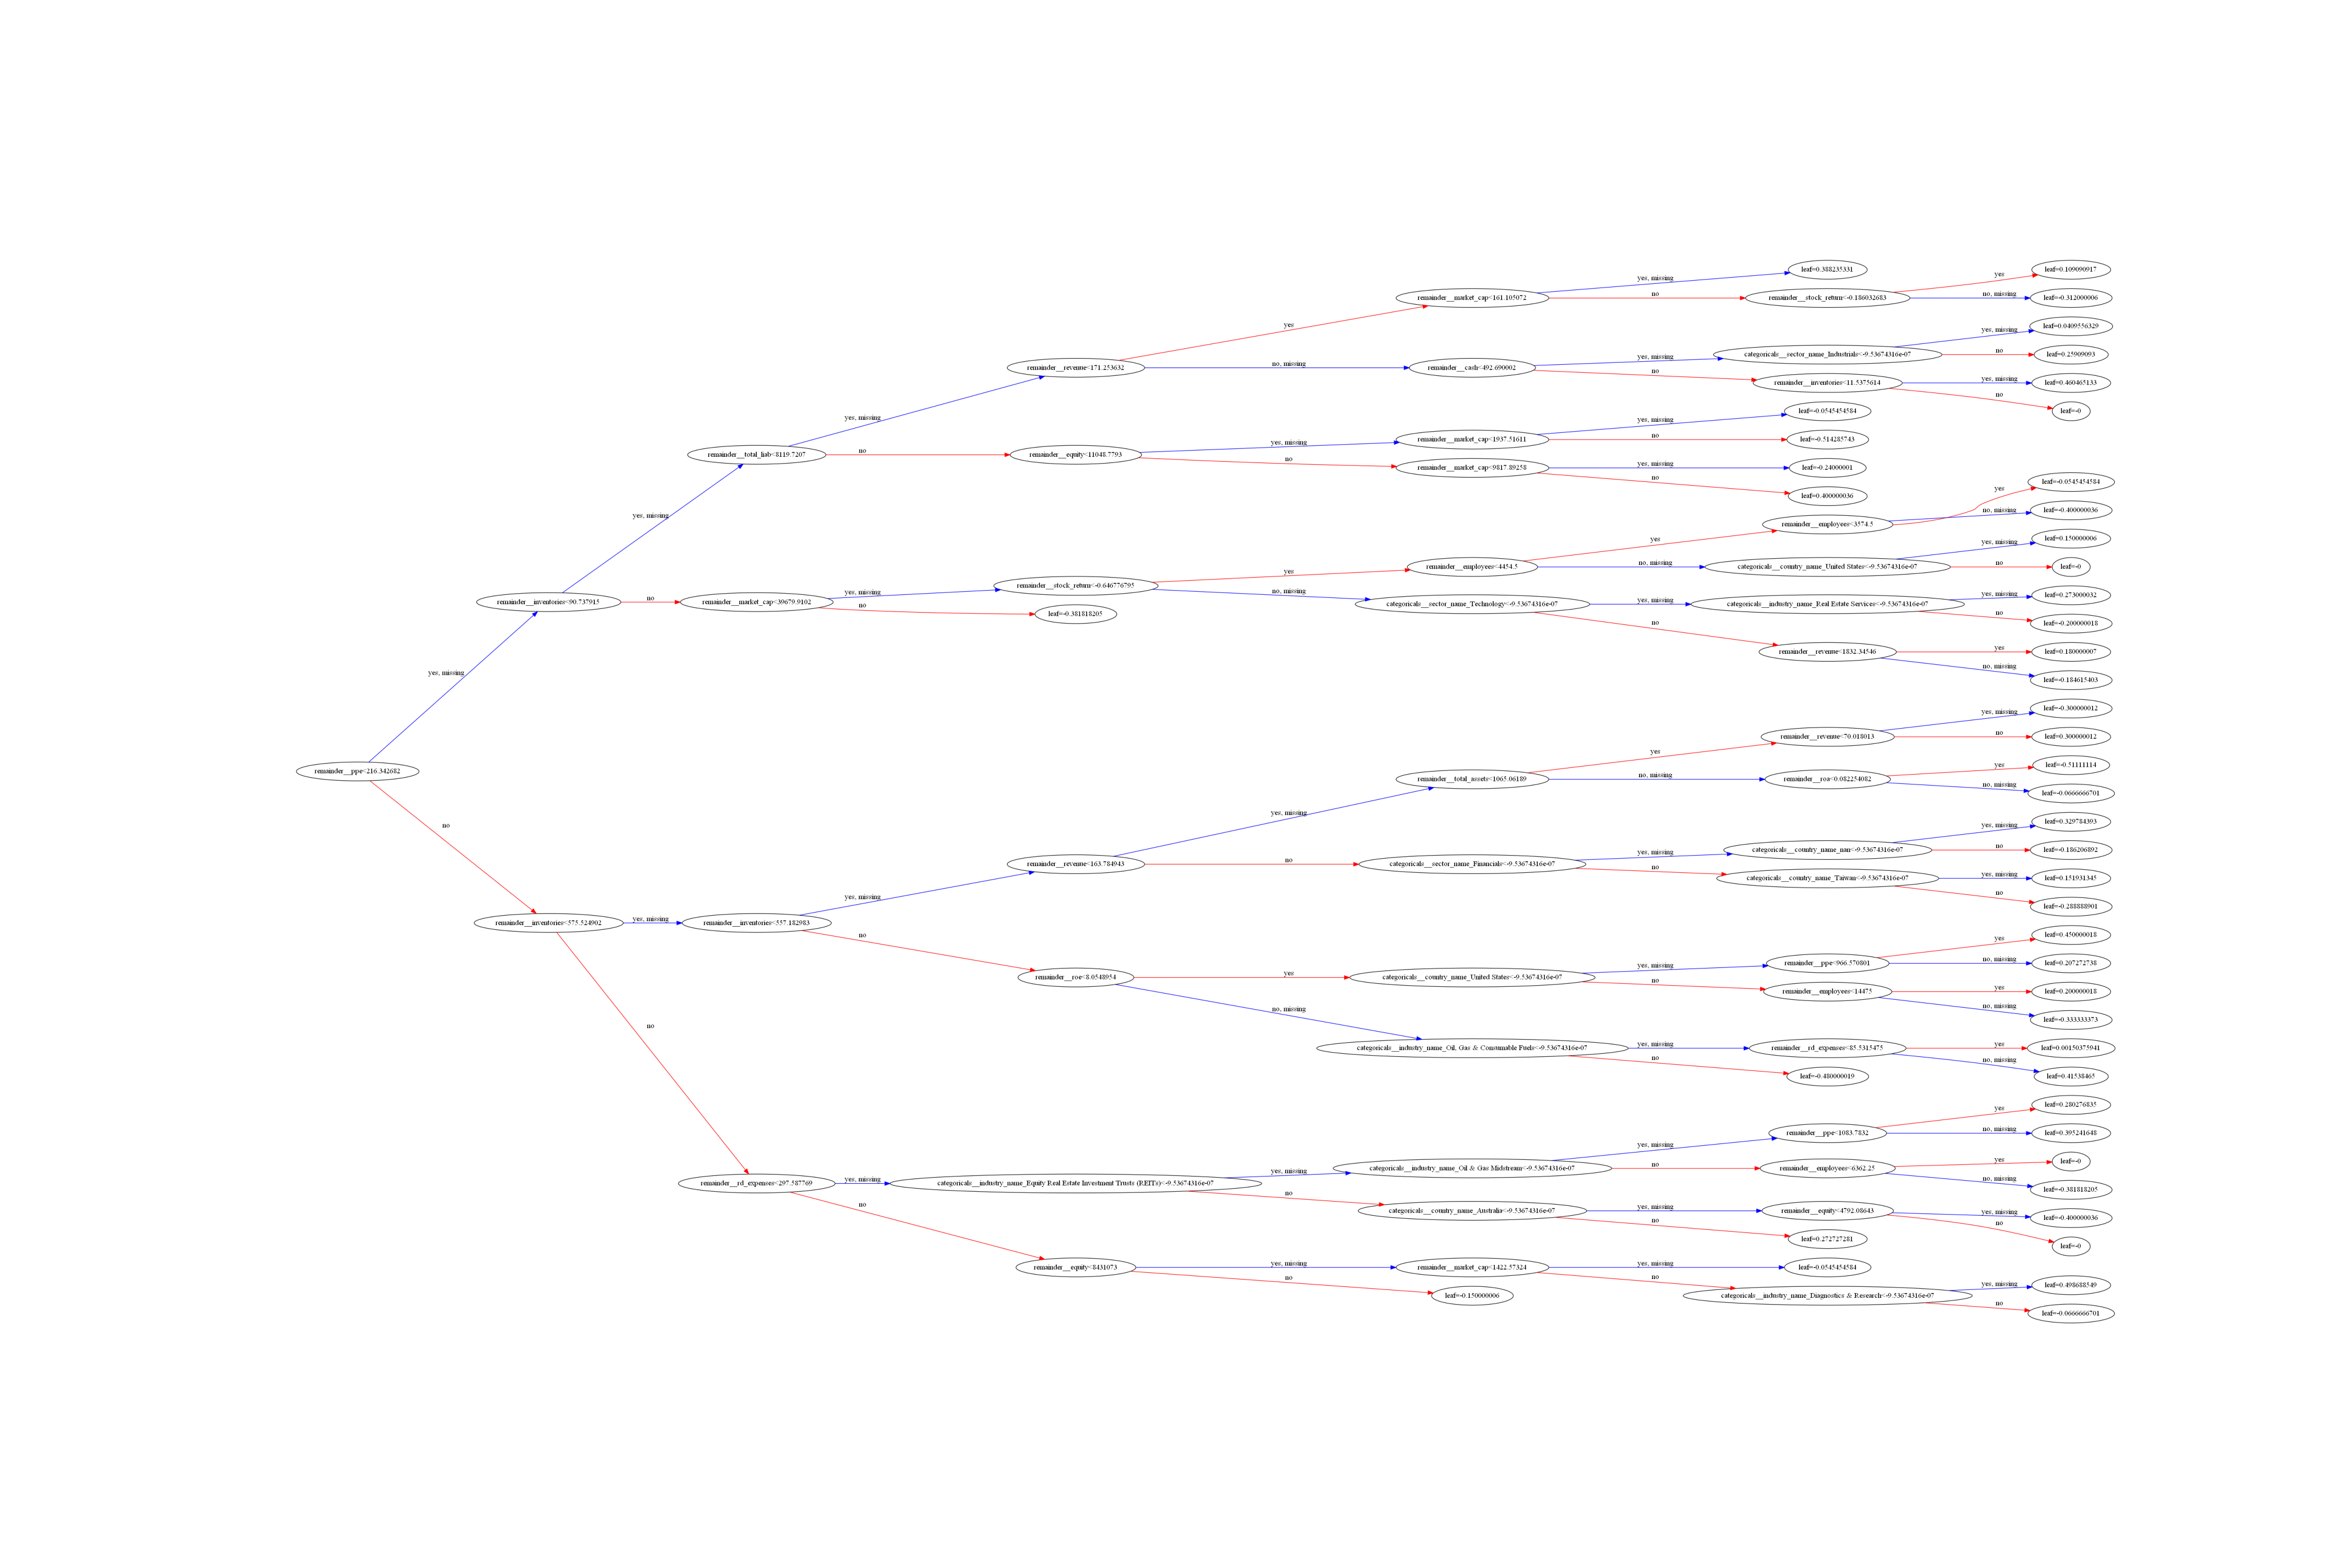 leaf=0.388235331
leaf=0.109090917
yes
yes, missing
remainder__market_cap<161.105072
no
remainder__stock_return<-0.186032683
no, missing
leaf=-0.312000006
yes
leaf=0.0409556329
yes, missing
categoricals__sector_name_Industrials<-9.53674316e-07
no
leaf=0.25909093
yes, missing
remainder__revenue<171.253632
no, missing
remainder__cash<492.690002
no
remainder__inventories<11.5375614
yes, missing
leaf=0.460465133
no
leaf=-0
yes, missing
leaf=-0.0545454584
yes, missing
remainder__total_liab<8119.7207
no
remainder__equity<11048.7793
yes, missing
remainder__market_cap<1937.51611
no
leaf=-0.514285743
no
remainder__market_cap<9817.89258
yes, missing
leaf=-0.24000001
no
leaf=0.400000036
yes, missing
yes
leaf=-0.0545454584
remainder__employees<3574.5
no, missing
leaf=-0.400000036
yes
remainder__employees<4454.5
no, missing
categoricals__country_name_United States<-9.53674316e-07
yes, missing
leaf=0.150000006
no
leaf=-0
yes
remainder__stock_return<-0.646776795
remainder__inventories<90.737915
no
remainder__market_cap<39679.9102
yes, missing
no
leaf=-0.381818205
no, missing
categoricals__sector_name_Technology<-9.53674316e-07
yes, missing
categoricals__industry_name_Real Estate Services<-9.53674316e-07
yes, missing
leaf=0.273000032
no
leaf=-0.200000018
no
remainder__revenue<1832.34546
yes
leaf=0.180000007
no, missing
leaf=-0.184615403
yes, missing
remainder__ppe<216.342682
no
yes, missing
leaf=-0.300000012
remainder__revenue<70.018013
no
leaf=0.300000012
yes
remainder__total_assets<1065.06189
no, missing
remainder__roa<0.082254082
yes
leaf=-0.51111114
no, missing
leaf=-0.0666666701
yes, missing
remainder__revenue<163.784943
no
categoricals__sector_name_Financials<-9.53674316e-07
yes, missing
categoricals__country_name_nan<-9.53674316e-07
yes, missing
leaf=0.329784393
no
leaf=-0.186206892
no
categoricals__country_name_Taiwan<-9.53674316e-07
yes, missing
leaf=0.151931345
no
leaf=-0.288888901
yes, missing
remainder__inventories<575.524902
yes, missing
remainder__inventories<557.182983
no
remainder__roe<8.0548954
yes
categoricals__country_name_United States<-9.53674316e-07
yes, missing
remainder__ppe<966.570801
yes
leaf=0.450000018
no, missing
leaf=0.207272738
no
remainder__employees<14475
yes
leaf=0.200000018
no, missing
leaf=-0.333333373
no, missing
categoricals__industry_name_Oil, Gas & Consumable Fuels<-9.53674316e-07
yes, missing
remainder__rd_expenses<85.5315475
yes
leaf=0.00150375941
no, missing
leaf=0.41538465
no
leaf=-0.480000019
no
remainder__rd_expenses<297.587769
yes, missing
categoricals__industry_name_Equity Real Estate Investment Trusts (REITs)<-9.53674316e-07
yes, missing
categoricals__industry_name_Oil & Gas Midstream<-9.53674316e-07
yes, missing
remainder__ppe<1083.7832
yes
leaf=0.280276835
no, missing
leaf=0.395241648
no
remainder__employees<6362.25
yes
leaf=-0
no, missing
leaf=-0.381818205
no
categoricals__country_name_Australia<-9.53674316e-07
yes, missing
remainder__equity<4792.08643
yes, missing
leaf=-0.400000036
no
leaf=-0
no
leaf=0.272727281
no
remainder__equity<8431073
yes, missing
remainder__market_cap<1422.57324
yes, missing
leaf=-0.0545454584
no
categoricals__industry_name_Diagnostics & Research<-9.53674316e-07
yes, missing
leaf=0.498688549
no
leaf=-0.0666666701
no
leaf=-0.150000006